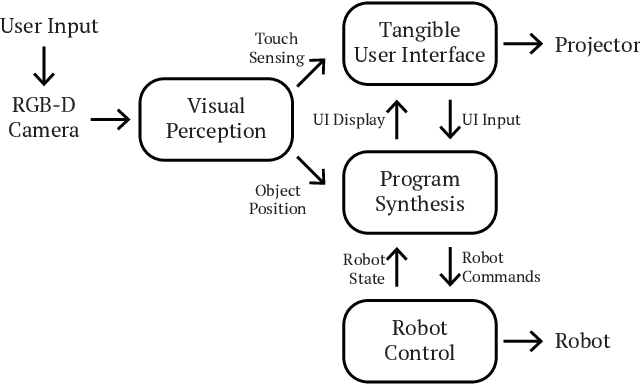 User Input
RGB-D
Camera
Visual
Perception
Touch
Sensing
Object
Position
Tangible
User Interface
Projector
UI Display
UI Input
Program
Synthesis
Robot
State
Robot
Commands
Robot
Control
Robot